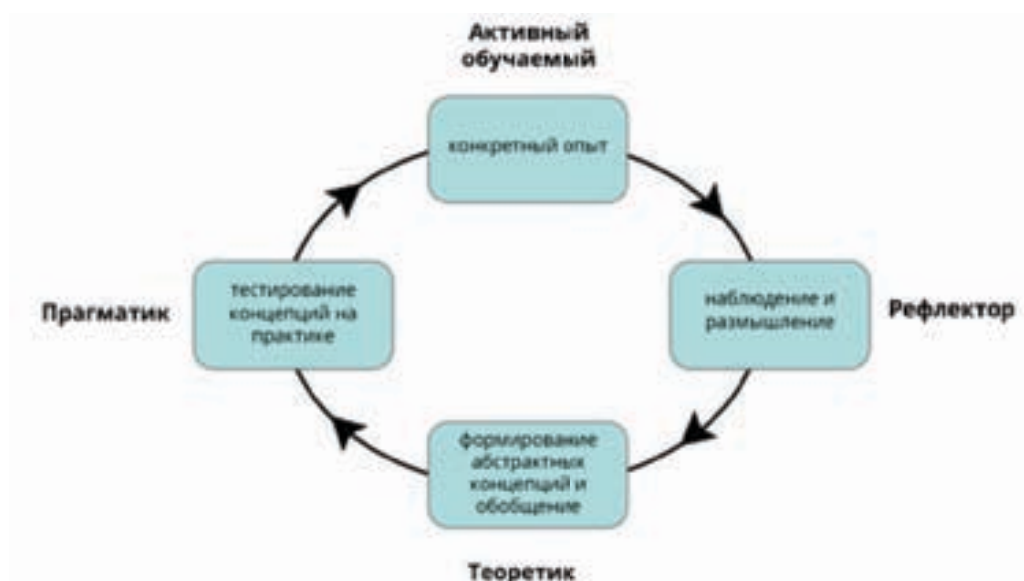 Активный
обучаемый
конкретный опыт
Прагматик
тестирование
концепций на
практике
наблюдение и
размышление
Рефлектор
формирование
абстрактных
концепций и
обобщение
Теоретик